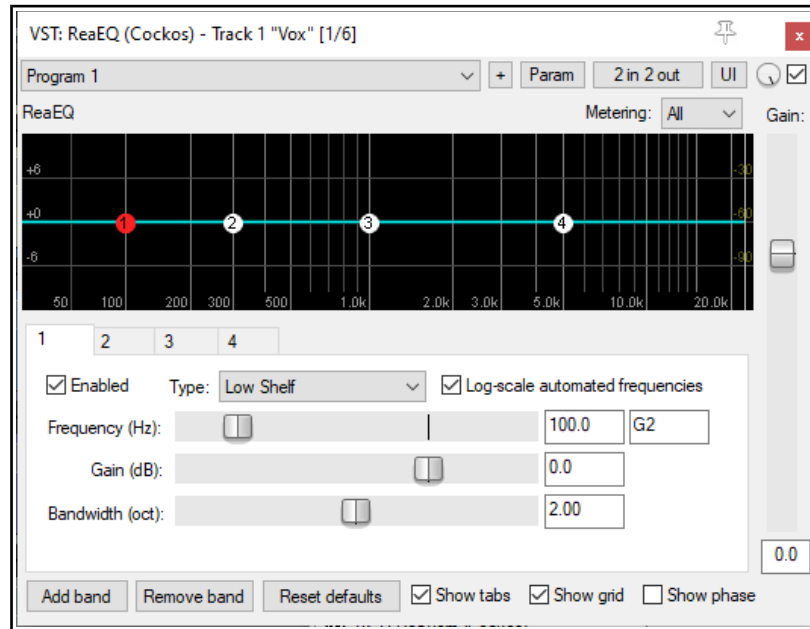 VST: ReaEQ (Cockos) - Track 1 "Vox" [1/6]
x
Program 1 + Param 2 in 2 out UI
ReaEQ Metering: All Gain:
+6 -30
1 2 3 4
+0 -60
-6 -90
50 100 200 300 500 1.0k 2.0k 3.0k 5.0k 10.0k 20.0k
1 2 3 4
Enabled Type: Low Shelf Log-scale automated frequencies
Frequency (Hz): 100.0 G2
Gain (dB): 0.0
Bandwidth (oct): 2.00
0.0
Add band Remove band Reset defaults Show tabs Show grid Show phase